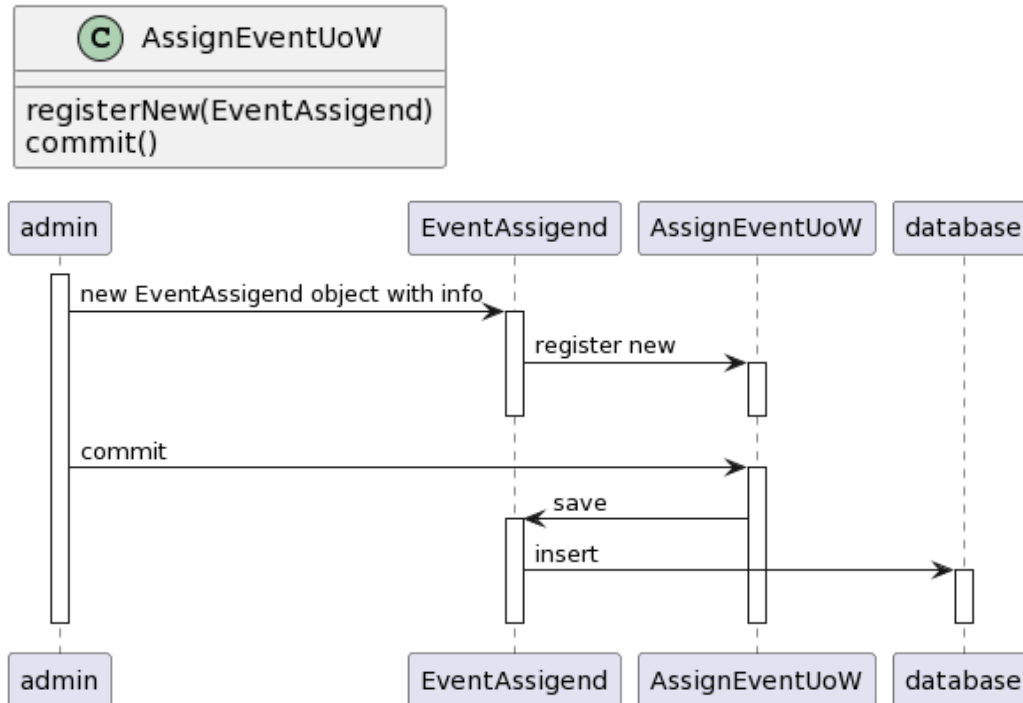 C AssignEventUoW
registerNew(EventAssigend)
commit()
admin EventAssigend AssignEventUoW database
new EventAssigend object with info
register new
commit
save
insert
admin EventAssigend AssignEventUoW database